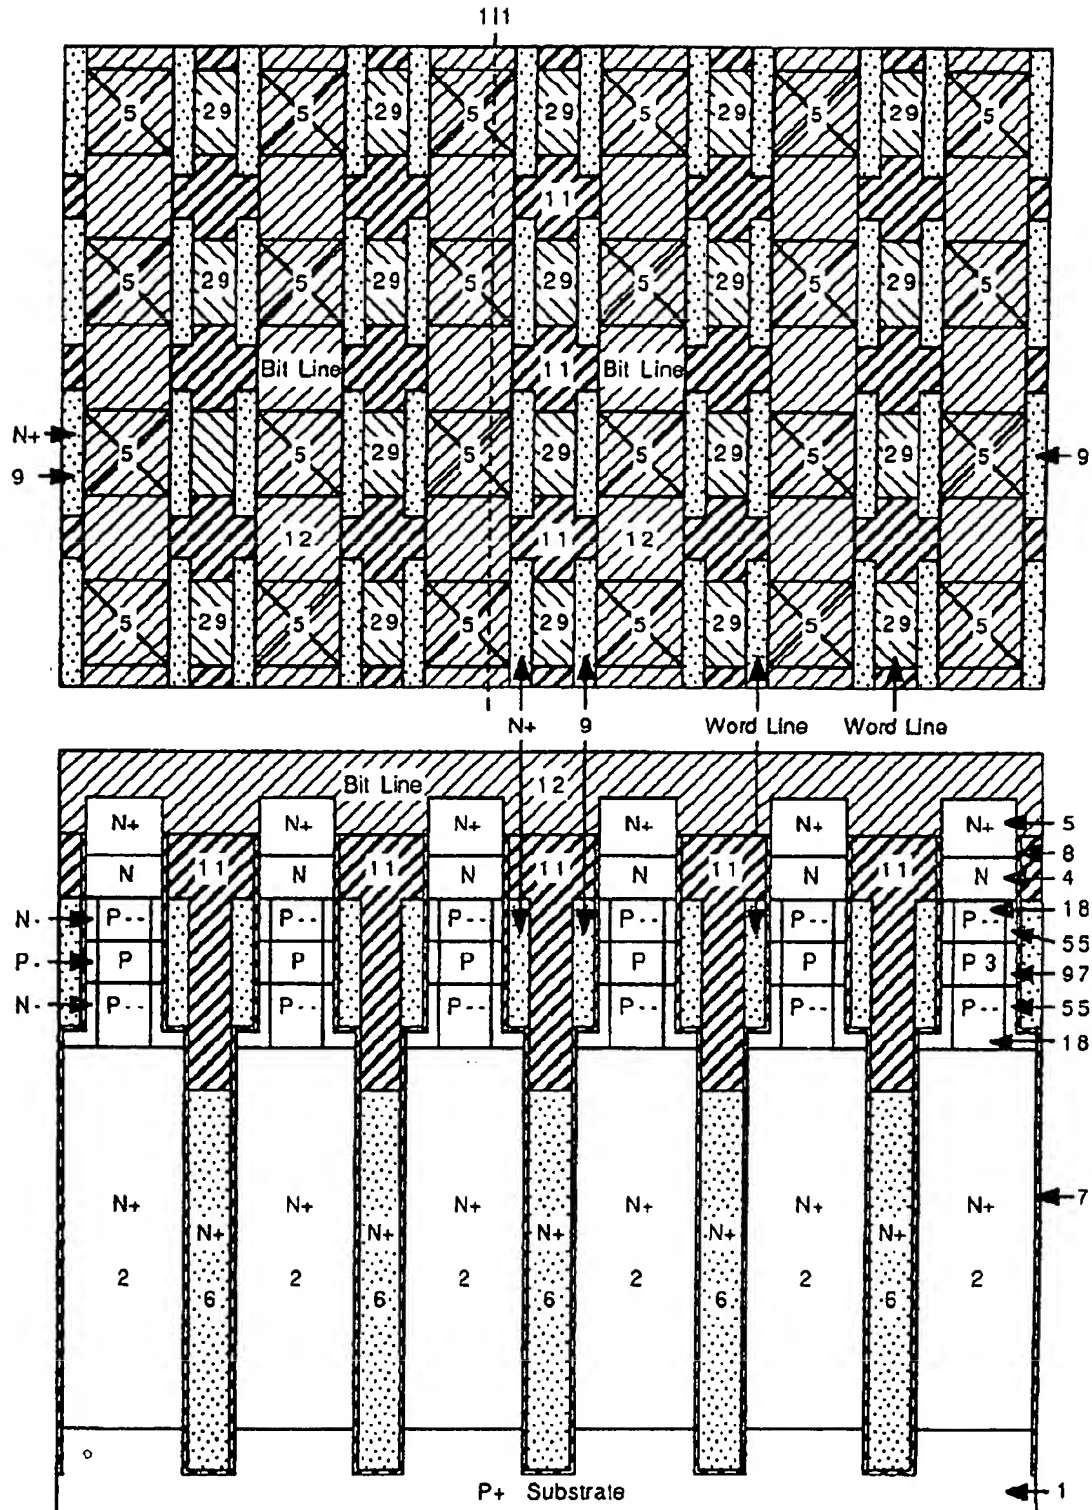 111
5 29 5 29 5 29 5 29 5 29 5
11
5 29 5 29 5 29 5 29 5 29 5
Bit Line 11 Bit Line
N+
5 5 29 5 29 5 29 5 29 5
9 9
12 11 12
5 29 5 29 5 29 5 29 5 29 5
N+ 9 Word Line Word Line
Bit Line 12
N+ N+ N+ N+ N+ N+ 5
8
11 11 11 11 11
N N N N N N 4
18
N- P-- P-- P-- P-- P-- P--
55
P- P P P P P P 3 97
N- P-- P-- P-- P-- P-- P-- 55
18
7
N+ N+ N+ N+ N+ N+
N+ N+ N+ N+ N+
2 2 2 2 2 2
6 6 6 6 6
P+ Substrate 1